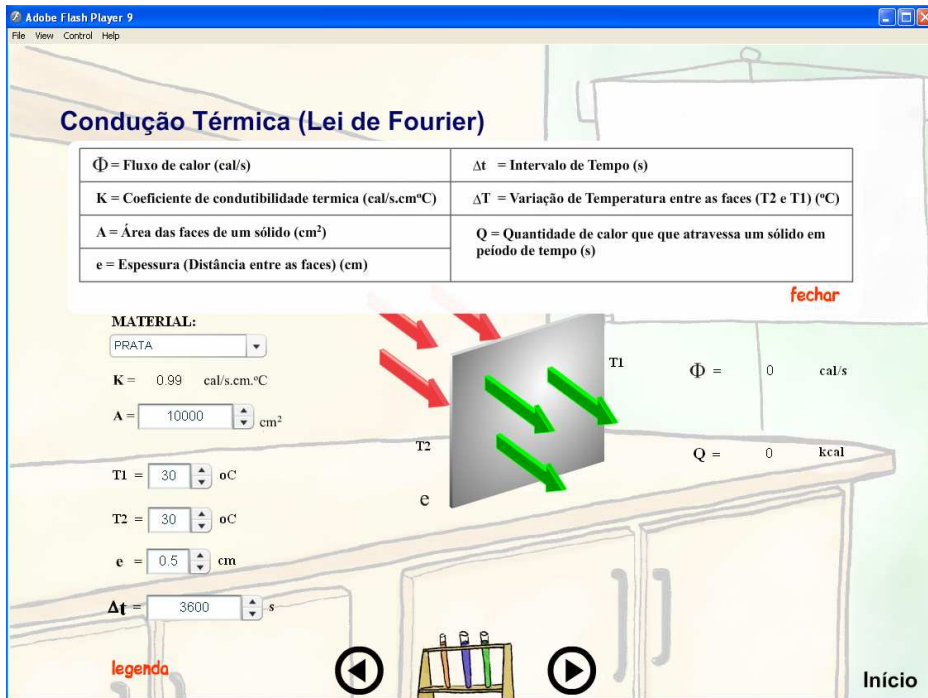 Adobe Flash Player 9
File View Control Help
Condução Térmica (Lei de Fourier)
Φ = Fluxo de calor (cal/s)
Δt = Intervalo de Tempo (s)
K = Coeficiente de condutibilidade termica (cal/s.cmºC)
ΔT = Variação de Temperatura entre as faces (T2 e T1) (ºC)
A = Área das faces de um sólido (cm²)
Q = Quantidade de calor que que atravessa um sólido em
peíodo de tempo (s)
e = Espessura (Distância entre as faces) (cm)
fechar
MATERIAL:
PRATA
K = 0.99 cal/s.cm.ºC
A = 10000 cm²
T1 = 30 oC
T2 = 30 oC
e = 0.5 cm
Δt = 3600 s
T1
T2
e
Φ = 0 cal/s
Q = 0 kcal
legenda
Início